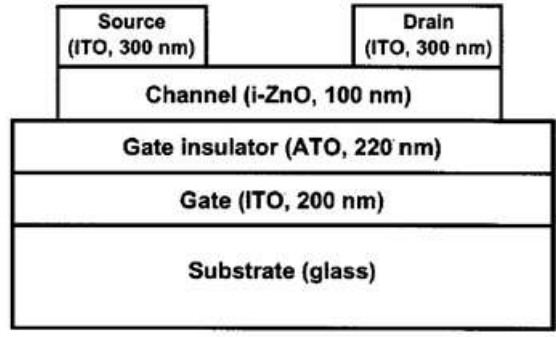 Source
(ITO, 300 nm)
Drain
(ITO, 300 nm)
Channel (i-ZnO, 100 nm)
Gate insulator (ATO, 220 nm)
Gate (ITO, 200 nm)
Substrate (glass)